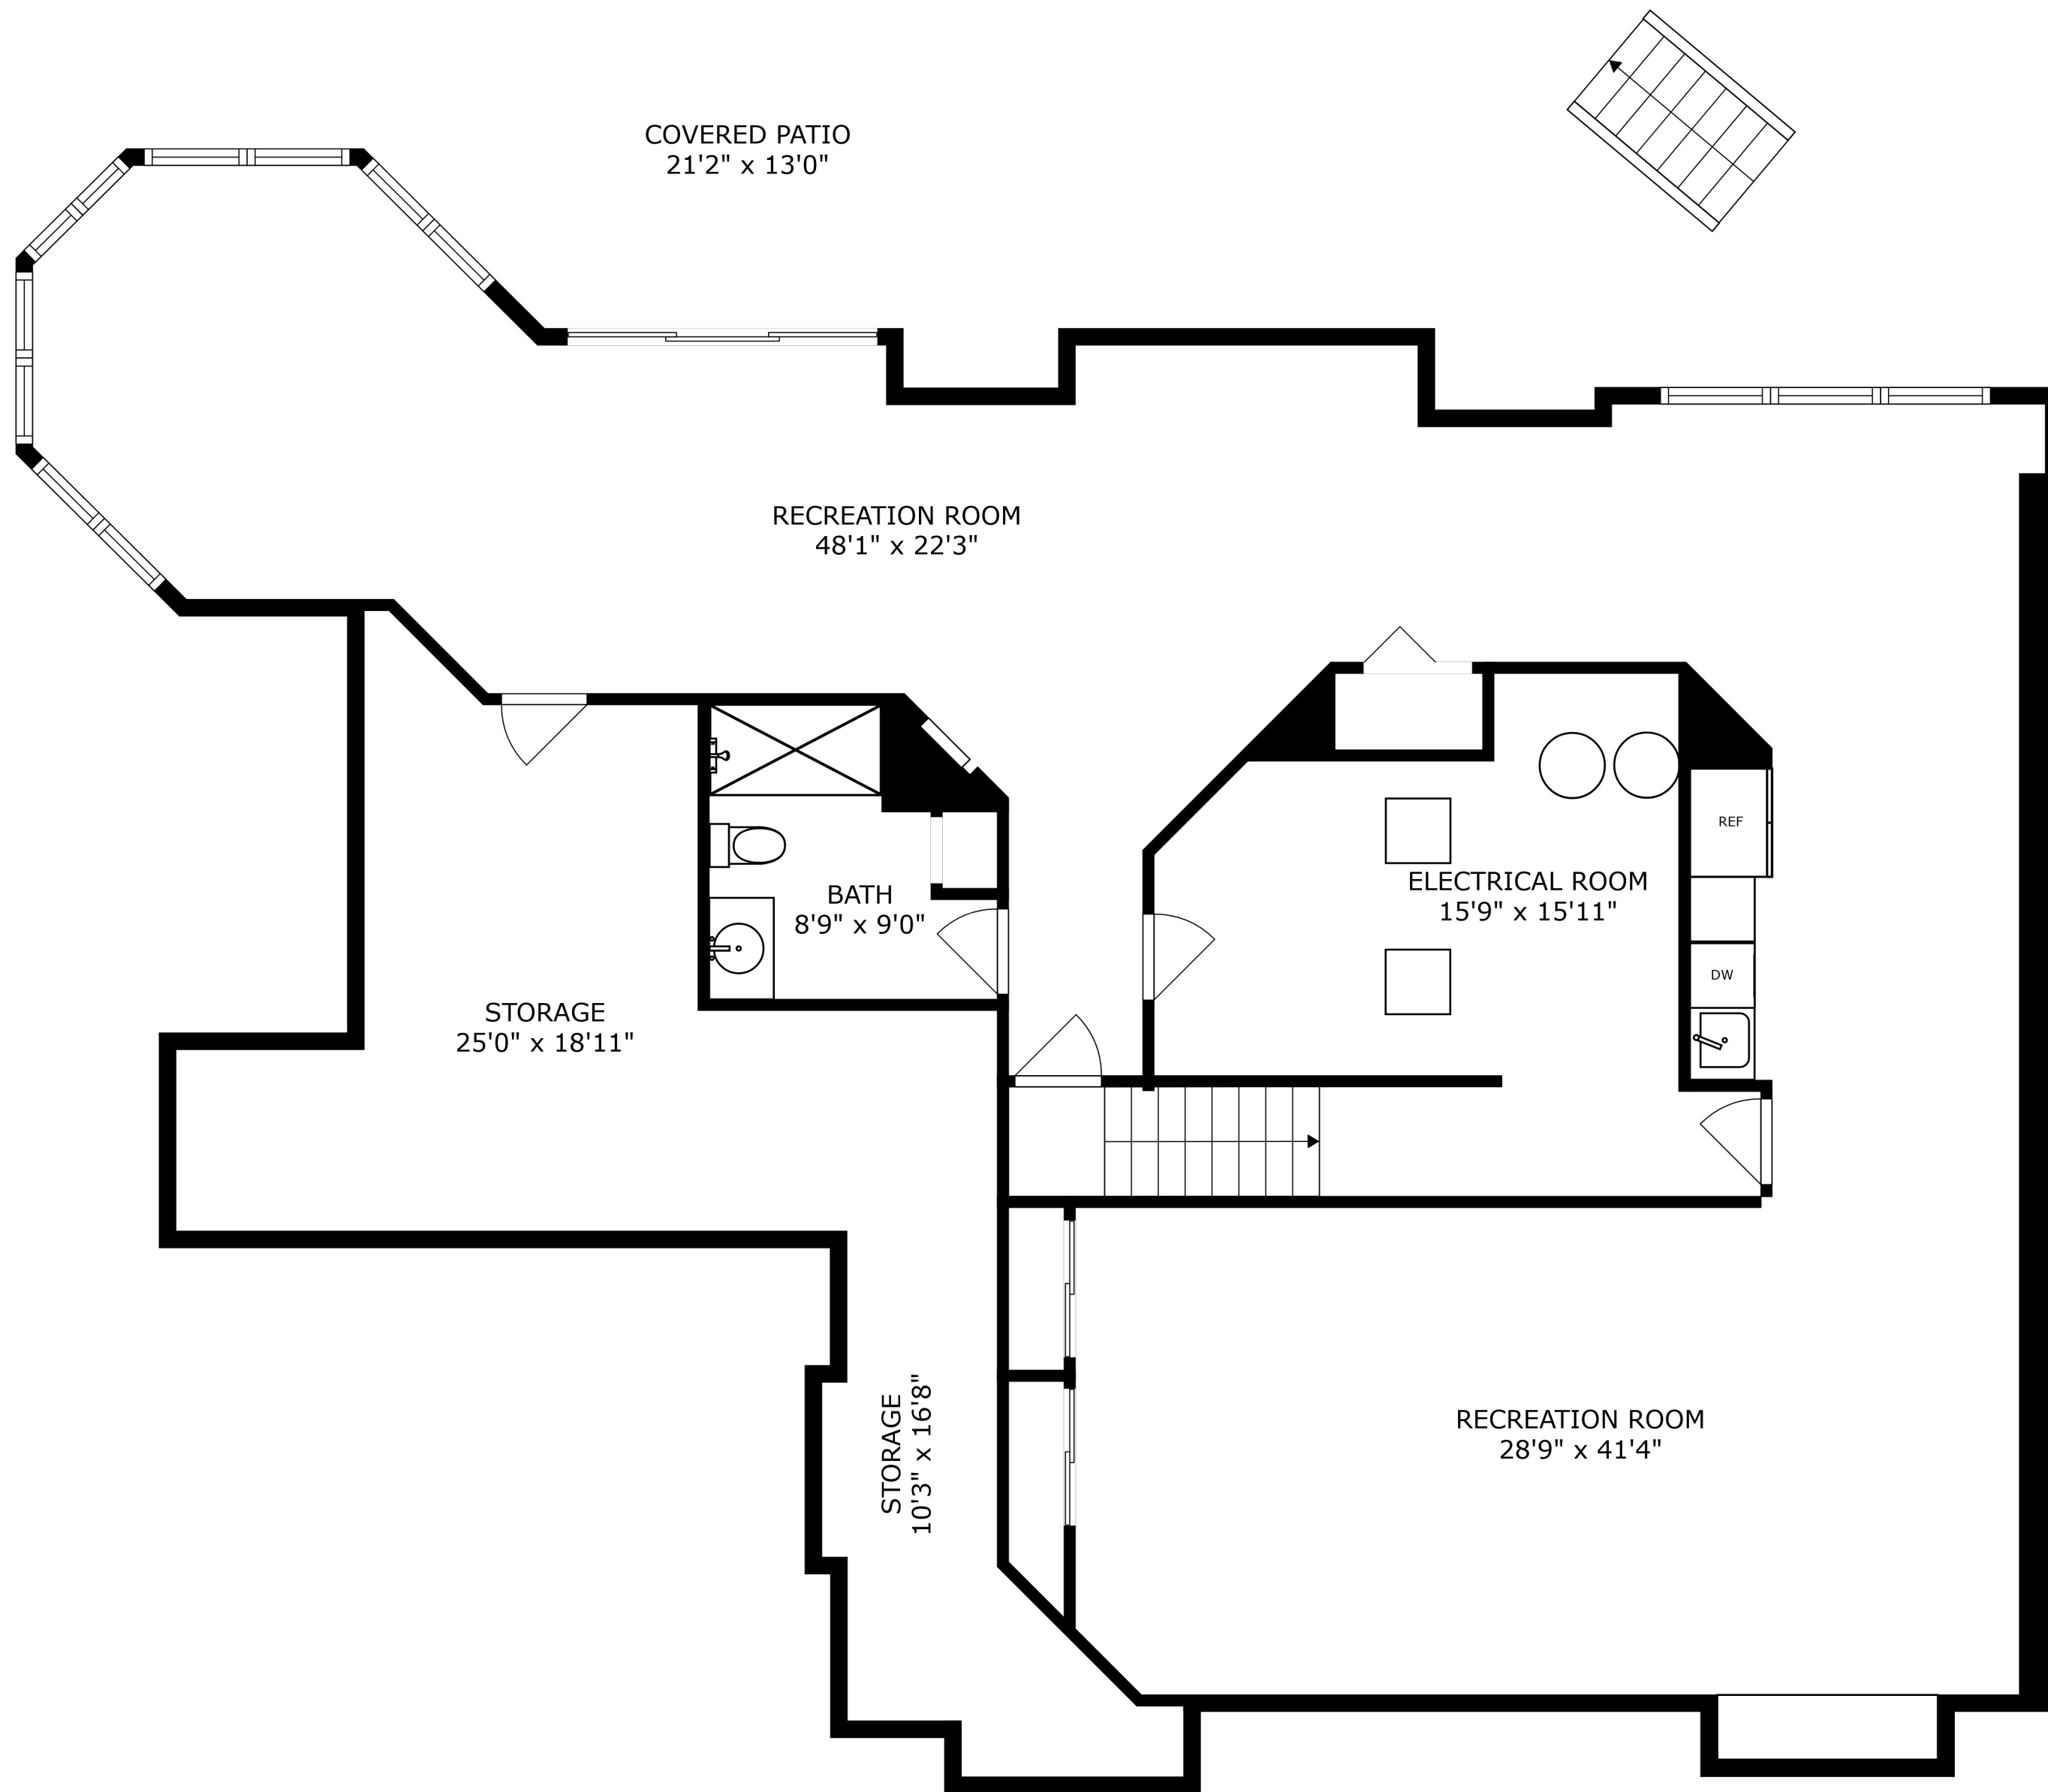 COVERED PATIO
21'2" x 13'0"
RECREATION ROOM
48'1" x 22'3"
REF
ELECTRICAL ROOM
15'9" x 15'11"
BATH
8'9" x 9'0"
DW
STORAGE
25'0" x 18'11"
STORAGE
10'3" x 16'8"
RECREATION ROOM
28'9" x 41'4"